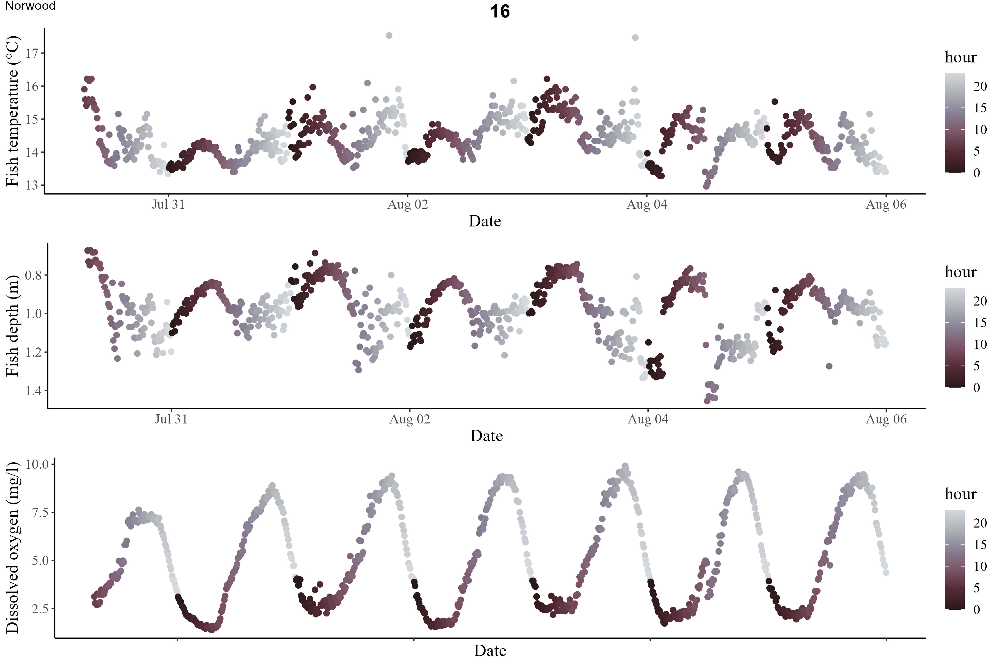 Norwood
16
Fish temperature (°C)
17
16
15
14
13
Jul 31 Aug 02 Aug 04 Aug 06
Date
hour
20
15
10
5
0
Fish depth (m)
0.8
1.0
1.2
1.4
Jul 31 Aug 02 Aug 04 Aug 06
Date
hour
20
15
10
5
0
Dissolved oxygen (mg/l)
10.0
7.5
5.0
2.5
Date
hour
20
15
10
5
0